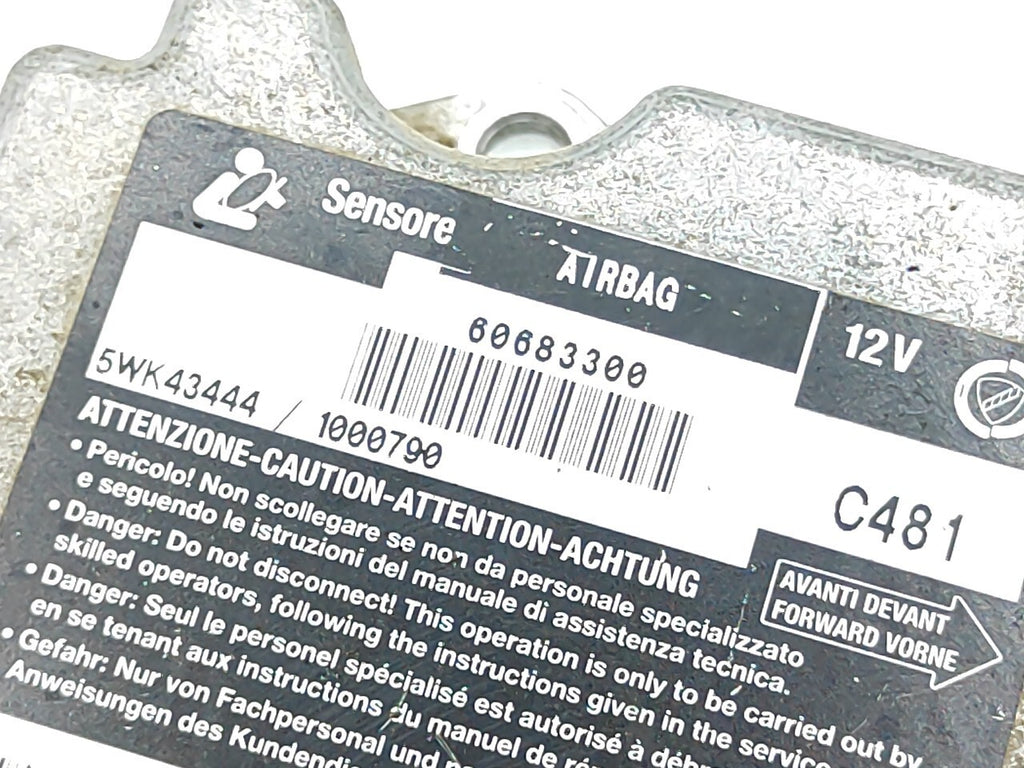 Sensore AIRBAG 12V
60683300
5WK43444 / 1000790
C481
ATTENZIONE-CAUTION-ATTENTION-ACHTUNG
• Pericolo! Non scollegare se non da personale specializzato
e seguendo le istruzioni del manuale di assistenza tecnica.
• Danger: Do not disconnect! This operation is only to be carried out by
skilled operators, following the instructions given in the service
• Danger: Seul le personel spécialisé est autorisé à
en se tenant aux instructions du manuel de
• Gefahr: Nur von Fachpersonal und
Anweisungen des
AVANTI DEVANT
FORWARD VORNE